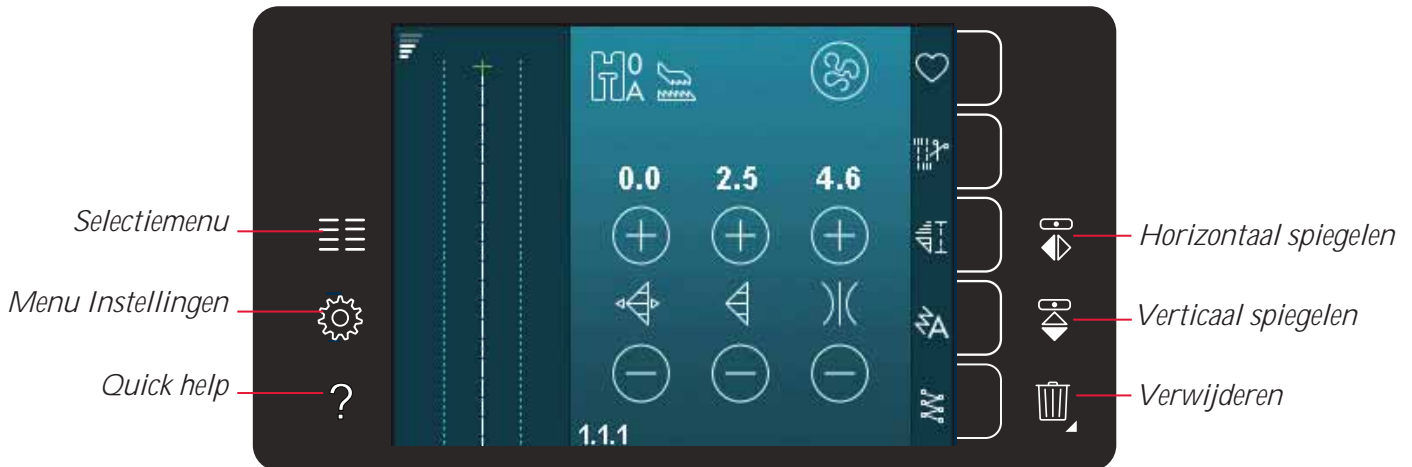 O
A
0.0 2.5 4.6
Selectiemenu
Horizontaal spiegelen
Menu Instellingen
A
Verticaal spiegelen
Quick help
?
Verwijderen
1.1.1